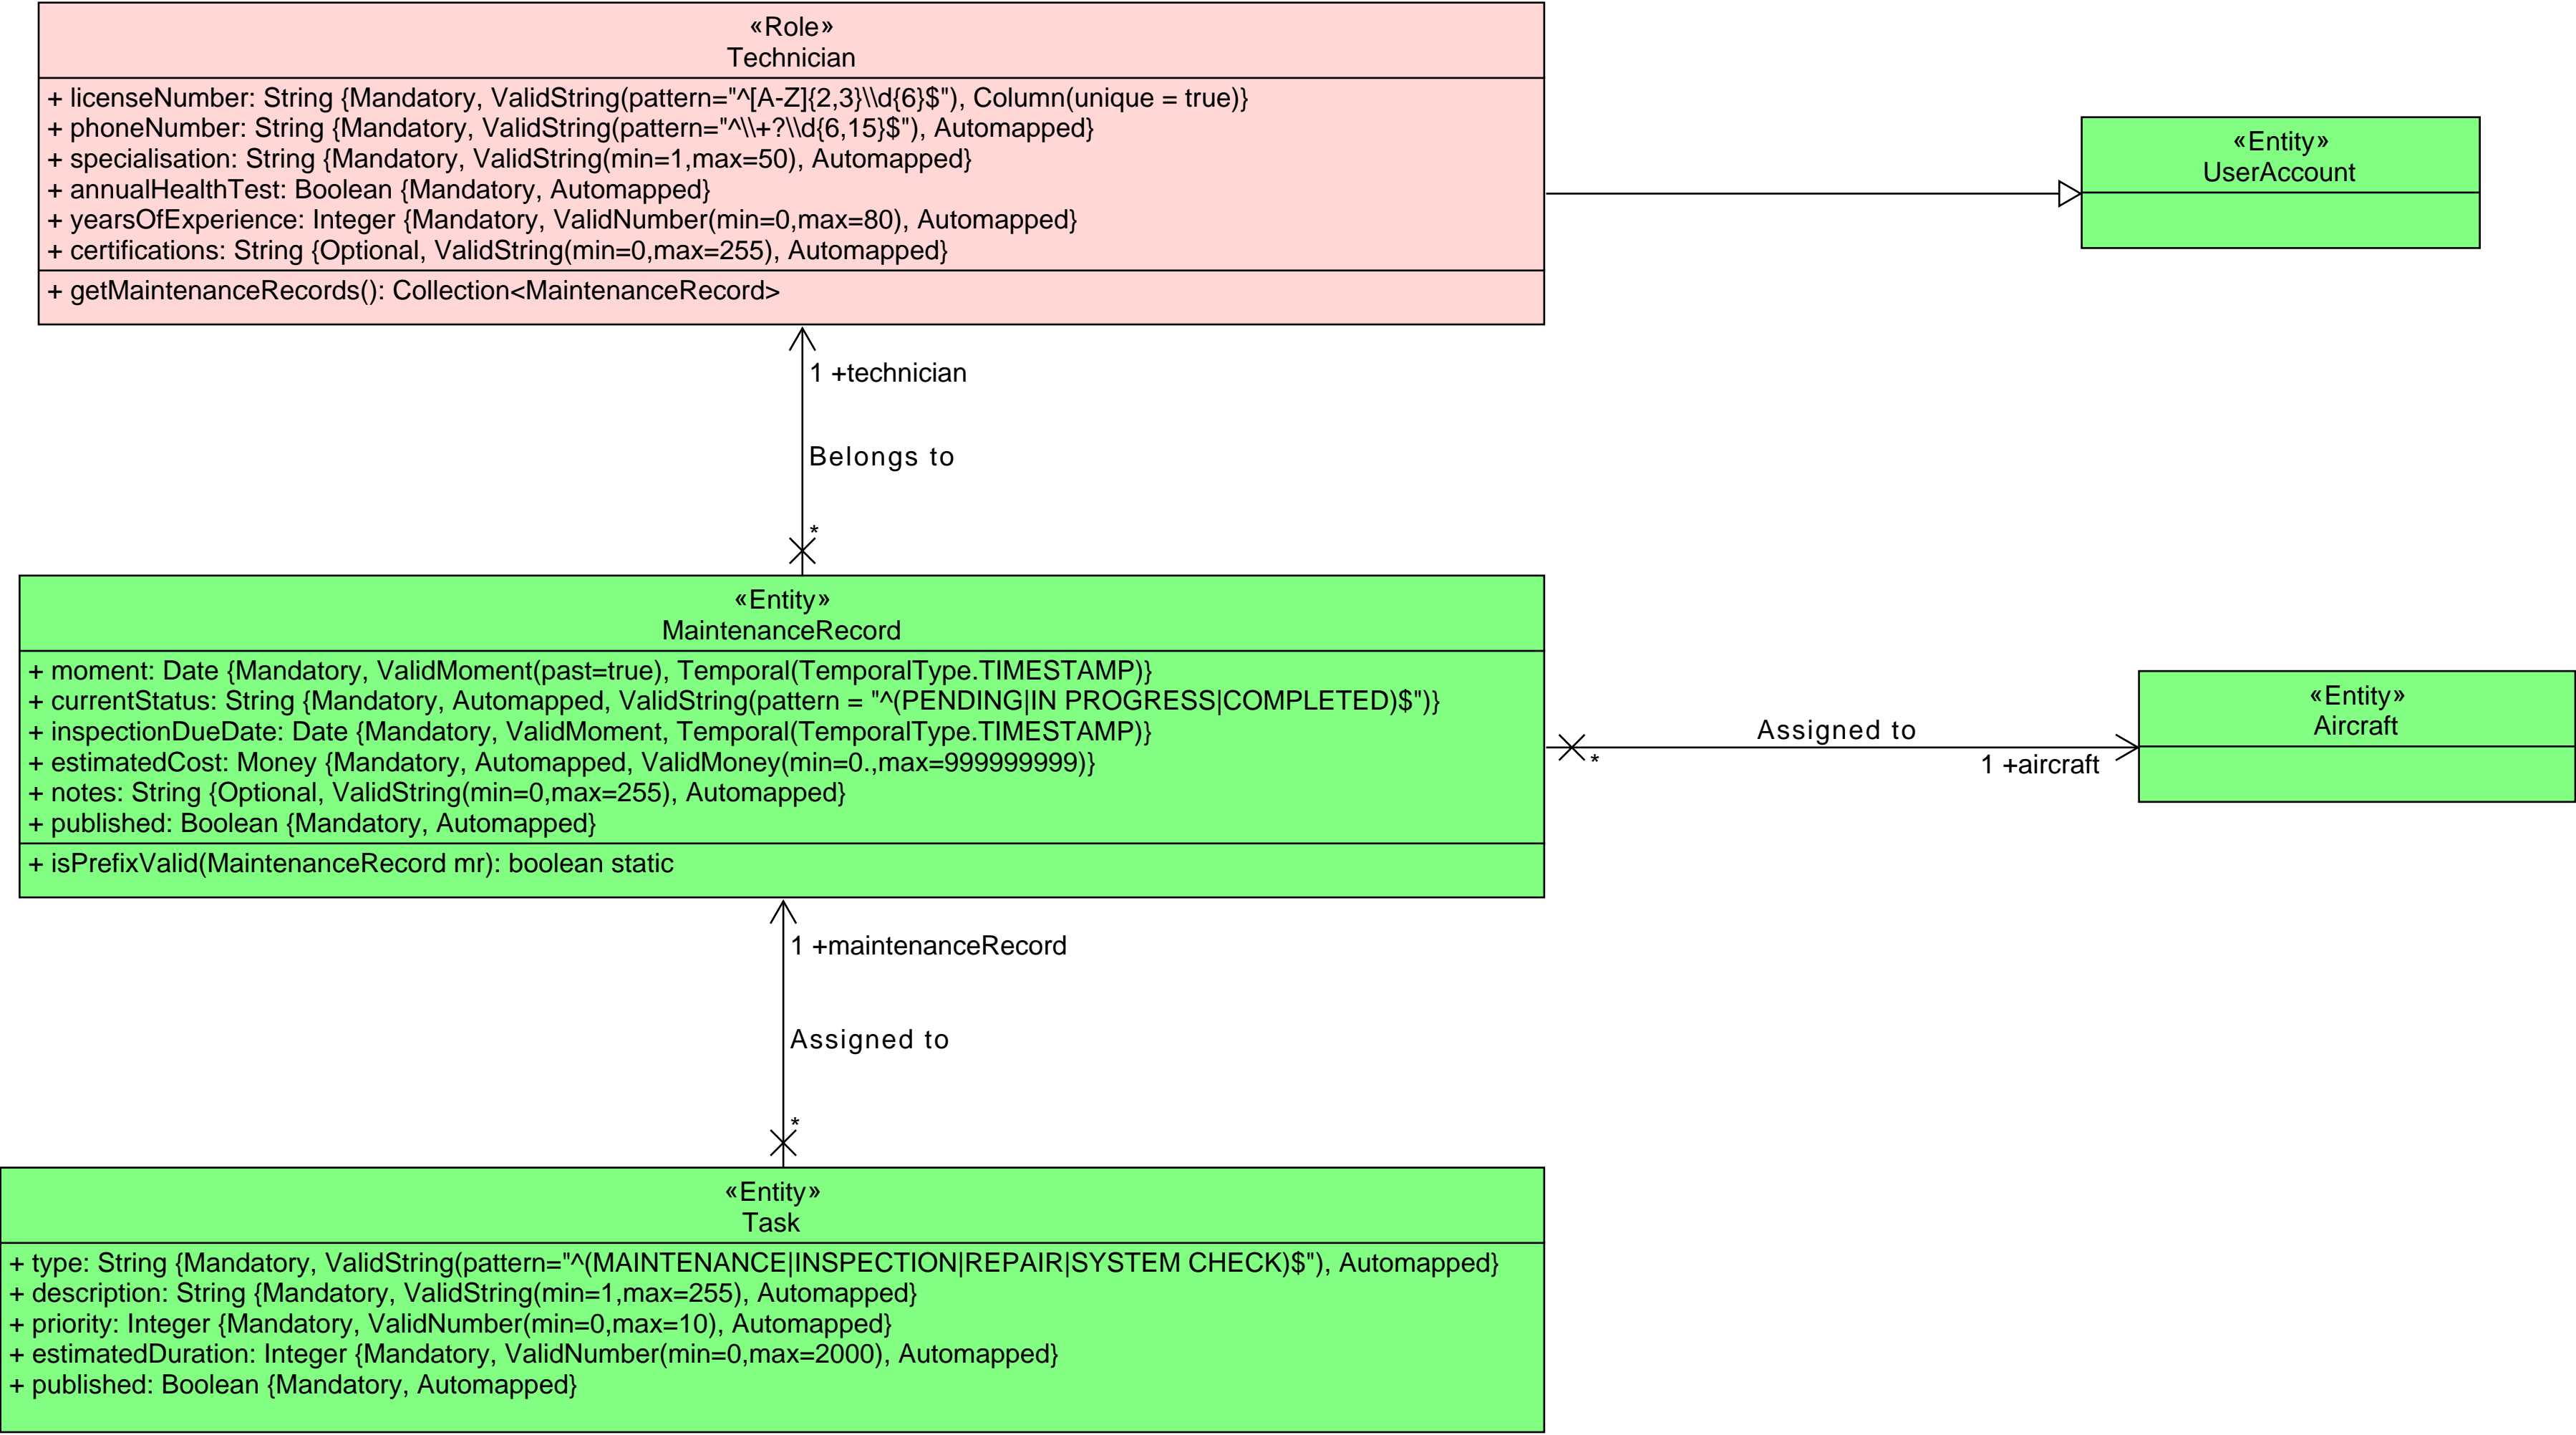 «Role»
Technician
+ licenseNumber: String {Mandatory, ValidString(pattern="^[A-Z]{2,3}\\d{6}$"), Column(unique = true)}
+ phoneNumber: String {Mandatory, ValidString(pattern="^\\+?\\d{6,15}$"), Automapped}
+ specialisation: String {Mandatory, ValidString(min=1,max=50), Automapped}
+ annualHealthTest: Boolean {Mandatory, Automapped}
+ yearsOfExperience: Integer {Mandatory, ValidNumber(min=0,max=80), Automapped}
+ certifications: String {Optional, ValidString(min=0,max=255), Automapped}
+ getMaintenanceRecords(): Collection<MaintenanceRecord>
«Entity»
UserAccount
1 +technician
Belongs to
*
«Entity»
MaintenanceRecord
+ moment: Date {Mandatory, ValidMoment(past=true), Temporal(TemporalType.TIMESTAMP)}
+ currentStatus: String {Mandatory, Automapped, ValidString(pattern = "^(PENDING|IN PROGRESS|COMPLETED)$")}
+ inspectionDueDate: Date {Mandatory, ValidMoment, Temporal(TemporalType.TIMESTAMP)}
+ estimatedCost: Money {Mandatory, Automapped, ValidMoney(min=0.,max=999999999)}
+ notes: String {Optional, ValidString(min=0,max=255), Automapped}
+ published: Boolean {Mandatory, Automapped}
+ isPrefixValid(MaintenanceRecord mr): boolean static
Assigned to
*
1 +aircraft
«Entity»
Aircraft
1 +maintenanceRecord
Assigned to
*
«Entity»
Task
+ type: String {Mandatory, ValidString(pattern="^(MAINTENANCE|INSPECTION|REPAIR|SYSTEM CHECK)$"), Automapped}
+ description: String {Mandatory, ValidString(min=1,max=255), Automapped}
+ priority: Integer {Mandatory, ValidNumber(min=0,max=10), Automapped}
+ estimatedDuration: Integer {Mandatory, ValidNumber(min=0,max=2000), Automapped}
+ published: Boolean {Mandatory, Automapped}